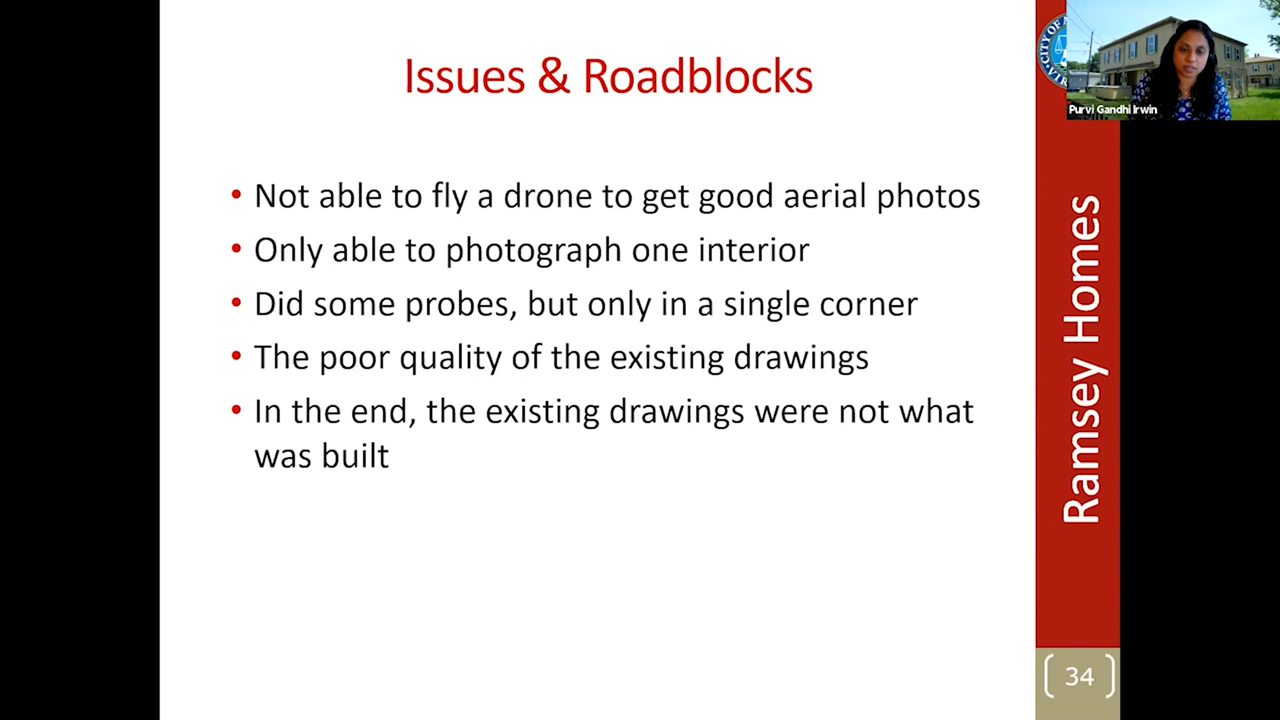 Issues & Roadblocks
• Not able to fly a drone to get good aerial photos
• Only able to photograph one interior
• Did some probes, but only in a single corner
• The poor quality of the existing drawings
• In the end, the existing drawings were not what
was built
Purvi Gandhi Irwin
Ramsey Homes
34